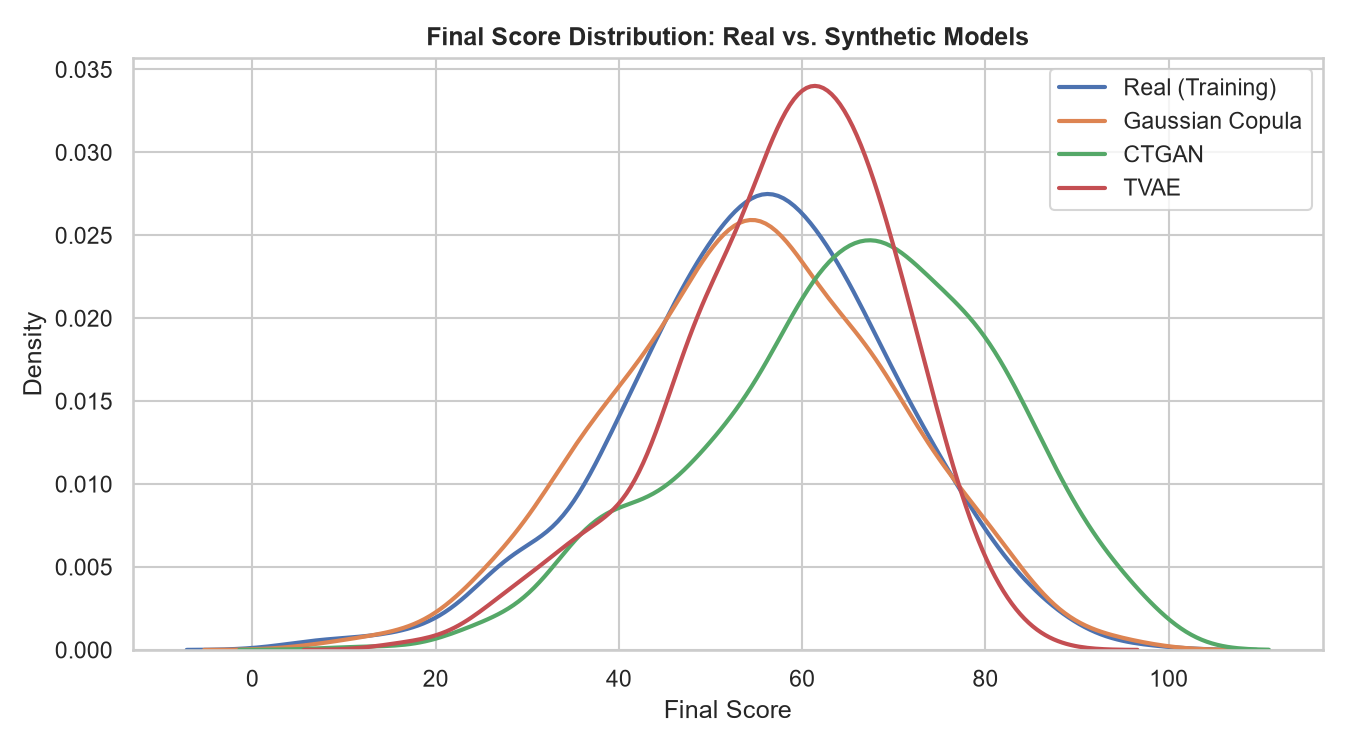 Final Score Distribution: Real vs. Synthetic Models
Real (Training)
Gaussian Copula
CTGAN
TVAE
Density
0.035
0.030
0.025
0.020
0.015
0.010
0.005
0.000
0 20 40 60 80 100
Final Score